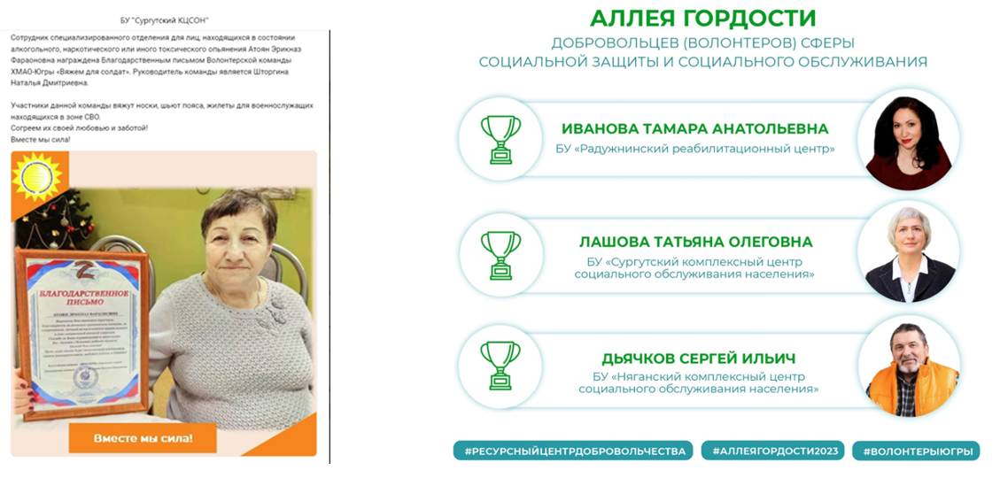 БУ "Сургутский КЦСОН"
Сотрудник специализированного отделения для лиц, находящихся в состоянии
алкогольного, наркотического или иного токсического опьянения Атоян Эрикназ
Фараоновна награждена Благодарственным письмом Волонтерской команды
ХМАО-Югры «Вяжем для солдат». Руководитель команды является Шторгина
Наталья Дмитриевна.
Участники данной команды вяжут носки, шьют пояса, жилеты для военнослужащих
находящихся в зоне СВО.
Согреем их своей любовью и заботой!
Вместе мы сила!
БЛАГОДАРСТВЕННОЕ
ПИСЬМО
Вместе мы сила!
АЛЛЕЯ ГОРДОСТИ
ДОБРОВОЛЬЦЕВ (ВОЛОНТЕРОВ) СФЕРЫ
СОЦИАЛЬНОЙ ЗАЩИТЫ И СОЦИАЛЬНОГО ОБСЛУЖИВАНИЯ
ИВАНОВА ТАМАРА АНАТОЛЬЕВНА
БУ «Радужнинский реабилитационный центр»
ЛАШОВА ТАТЬЯНА ОЛЕГОВНА
БУ «Сургутский комплексный центр
социального обслуживания населения»
ДЬЯЧКОВ СЕРГЕЙ ИЛЬИЧ
БУ «Няганский комплексный центр
социального обслуживания населения»
#РЕСУРСНЫЙЦЕНТРДОБРОВОЛЬЧЕСТВА
#АЛЛЕЯГОРДОСТИ2023
#ВОЛОНТЕРЫЮГРЫ